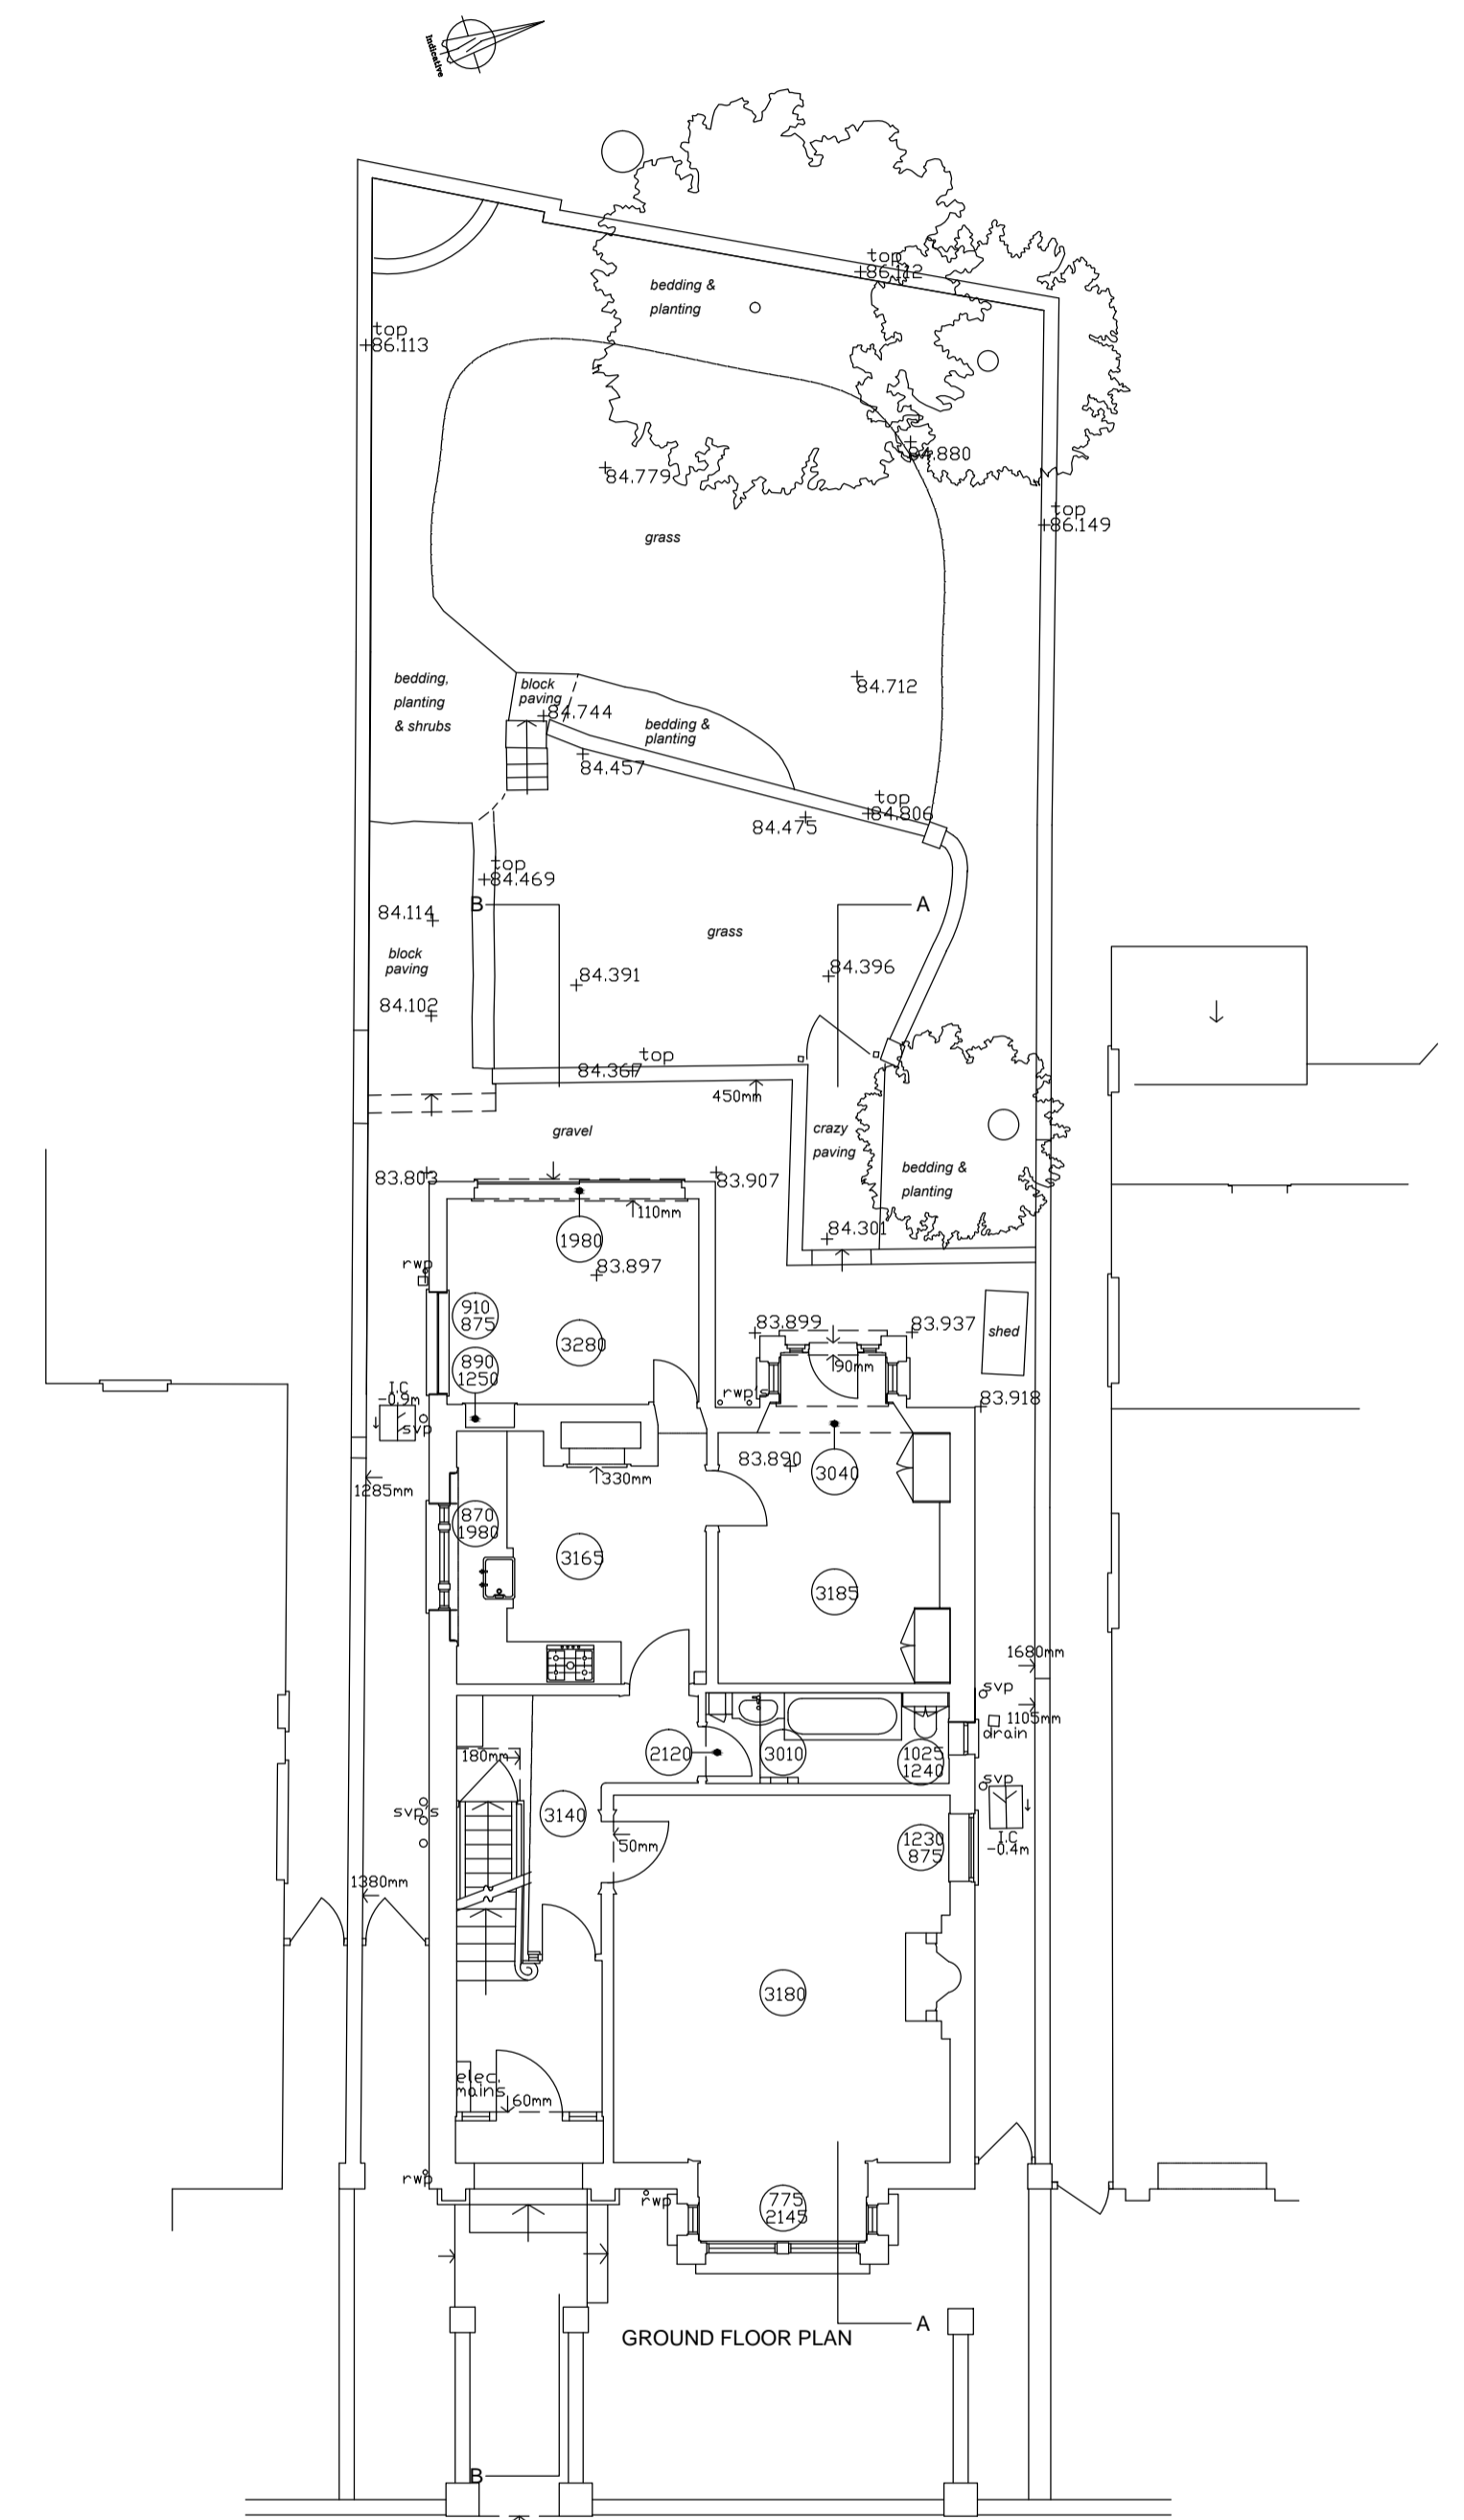 Indicative
top
+86.112
bedding &
planting
top
+86.113
84.880
84.779
top
+86.149
grass
bedding,
planting
& shrubs
block
paving
84.712
84.744
bedding &
planting
84.457
top
84.806
84.475
top
+84.469
B
A
84.114
grass
block
paving
84.391
84.396
84.102
top
84.367
450mm
gravel
crazy
paving
bedding &
planting
83.803
83.907
110mm
84.301
1980
rwp
83.897
910
875
83.899
83.937
shed
3280
90mm
890
1250
I.C
-0.9m
svp
rwp's
83.918
83.890
3040
330mm
1285mm
870
1980
3165
3185
1680mm
svp
1105mm
drain
180mm
2120
3010
1025
1240
svp
svp's
3140
50mm
1230
875
I.C
-0.4m
1380mm
3180
elec.
mains
60mm
rwp
rwp
775
2145
A
GROUND FLOOR PLAN
B